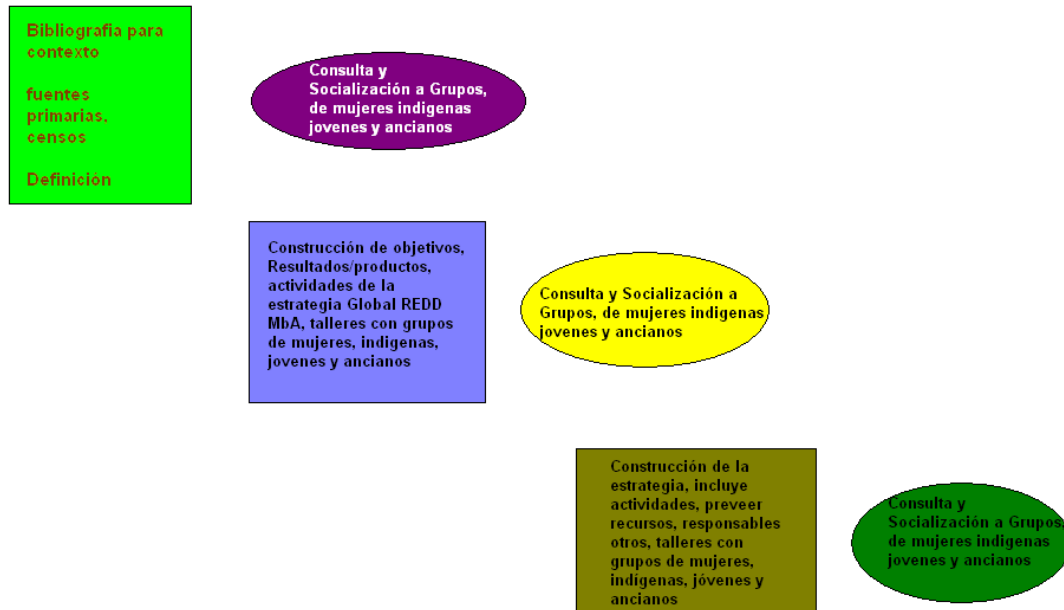 Bibliografia para
contexto
fuentes
primarias,
censos
Definición
Consulta y
Socialización a Grupos,
de mujeres indigenas
jovenes y ancianos
Construcción de objetivos,
Resultados/productos,
actividades de la
estrategia Global REDD
MbA, talleres con grupos
de mujeres, indigenas,
jovenes y ancianos
Consulta y Socialización a
Grupos, de mujeres indigenas
jovenes y ancianos
Construcción de la
estrategia, incluye
actividades, preveer
recursos, responsables
otros, talleres con
grupos de mujeres,
indígenas, jóvenes y
ancianos
Consulta y
Socialización a Grupos,
de mujeres indigenas
jovenes y ancianos